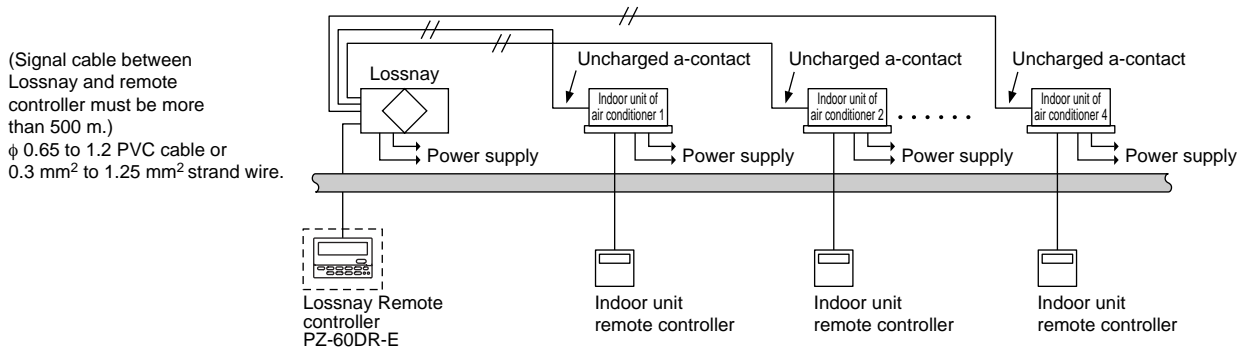 (Signal cable between
Lossnay and remote
controller must be more
than 500 m.)
ϕ 0.65 to 1.2 PVC cable or
0.3 mm² to 1.25 mm² strand wire.
Lossnay
Uncharged a-contact
Uncharged a-contact
Uncharged a-contact
Indoor unit of
air conditioner 1
Indoor unit of
air conditioner 2
Indoor unit of
air conditioner 4
Power supply
Power supply
Power supply
Power supply
Lossnay Remote
controller
PZ-60DR-E
Indoor unit
remote controller
Indoor unit
remote controller
Indoor unit
remote controller